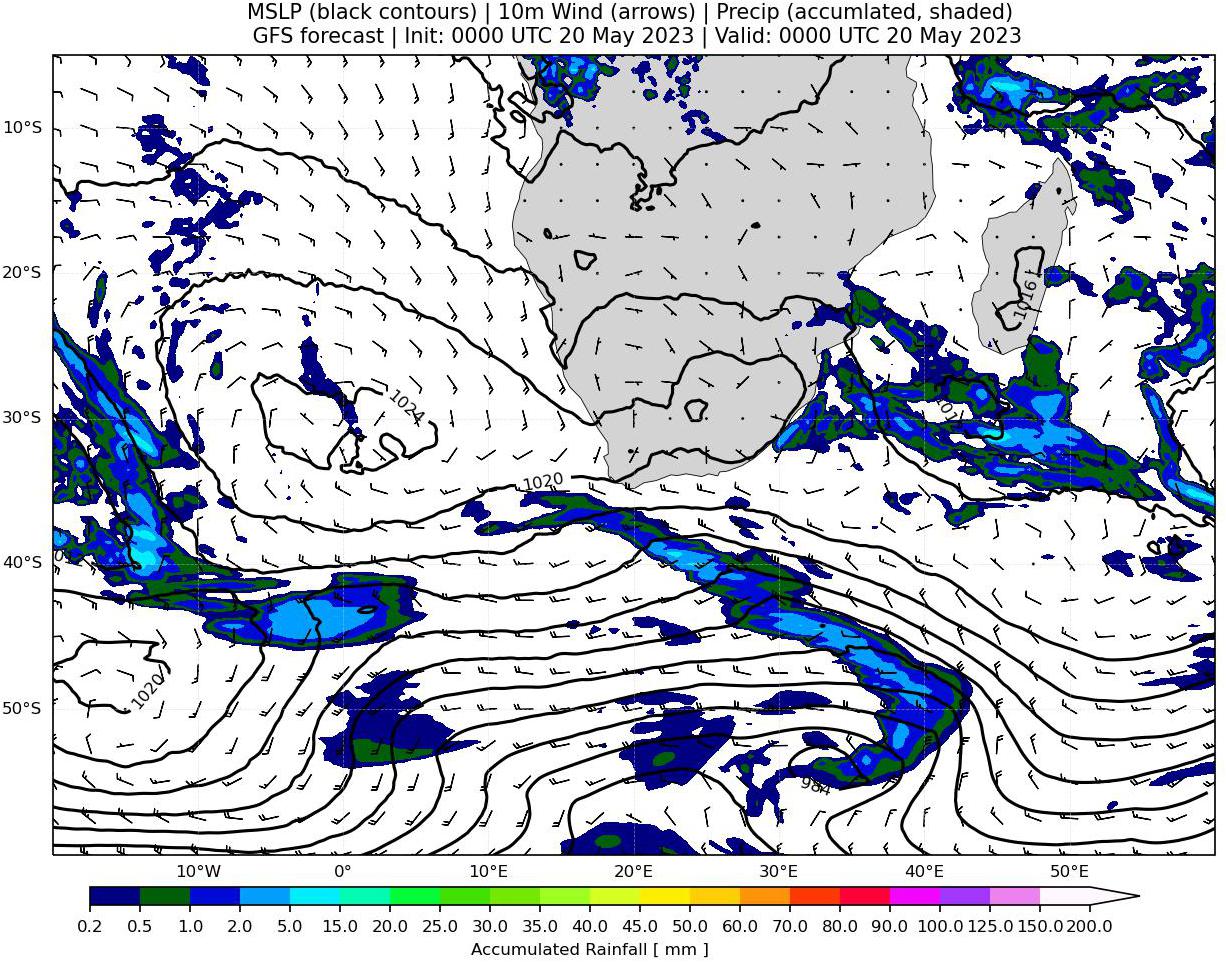 MSLP (black contours) | 10m Wind (arrows) | Precip (accumlated, shaded)
GFS forecast | Init: 0000 UTC 20 May 2023 | Valid: 0000 UTC 20 May 2023
10°S
20°S
1016
1024
30°S
1020
40°S
1020
50°S
984
10°W 0° 10°E 20°E 30°E 40°E 50°E
0.2 0.5 1.0 2.0 5.0 10.0 15.0 20.0 25.0 30.0 35.0 40.0 45.0 50.0 60.0 70.0 80.0 90.0 100.0 125.0 150.0 200.0
Accumulated Rainfall [ mm ]